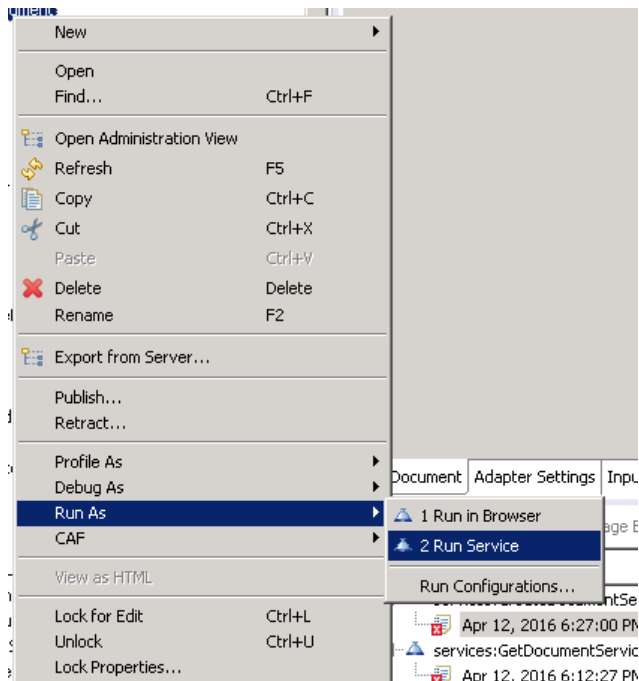 New
Open
Find... Ctrl+F
Open Administration View
Refresh F5
Copy Ctrl+C
Cut Ctrl+X
Paste Ctrl+V
Delete Delete
Rename F2
Export from Server...
Publish...
Retract...
Profile As
Debug As
Run As
CAF
View as HTML
Lock for Edit Ctrl+L
Unlock Ctrl+U
Lock Properties...
Document Adapter Settings Inpu
1 Run in Browser
2 Run Service
Run Configurations...
Apr 12, 2016 6:27:00 PM
services:GetDocumentServic
Apr 12, 2016 6:12:27 PM